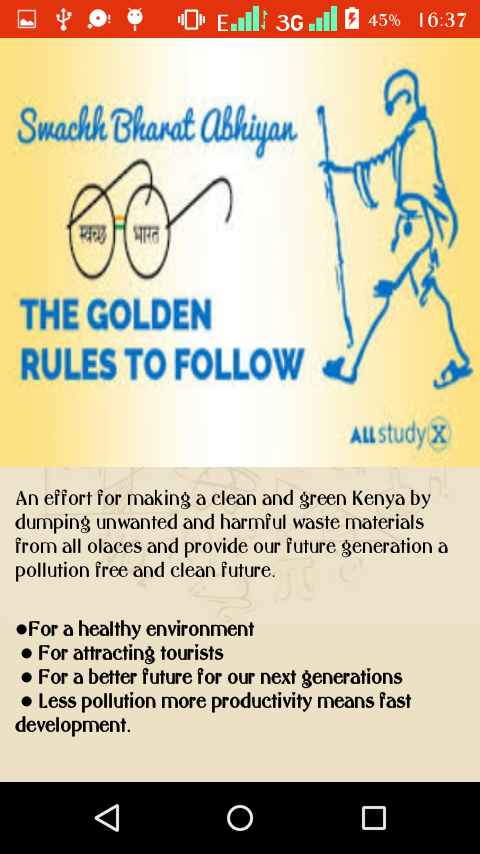 E 3G 45% 16:37
Swachh Bharat Abhiyan
स्वच्छ भारत
THE GOLDEN
RULES TO FOLLOW
ALL study X
An effort for making a clean and green Kenya by
dumping unwanted and harmful waste materials
from all olaces and provide our future generation a
pollution free and clean future.
●For a healthy environment
● For attracting tourists
● For a better future for our next generations
● Less pollution more productivity means fast
development.